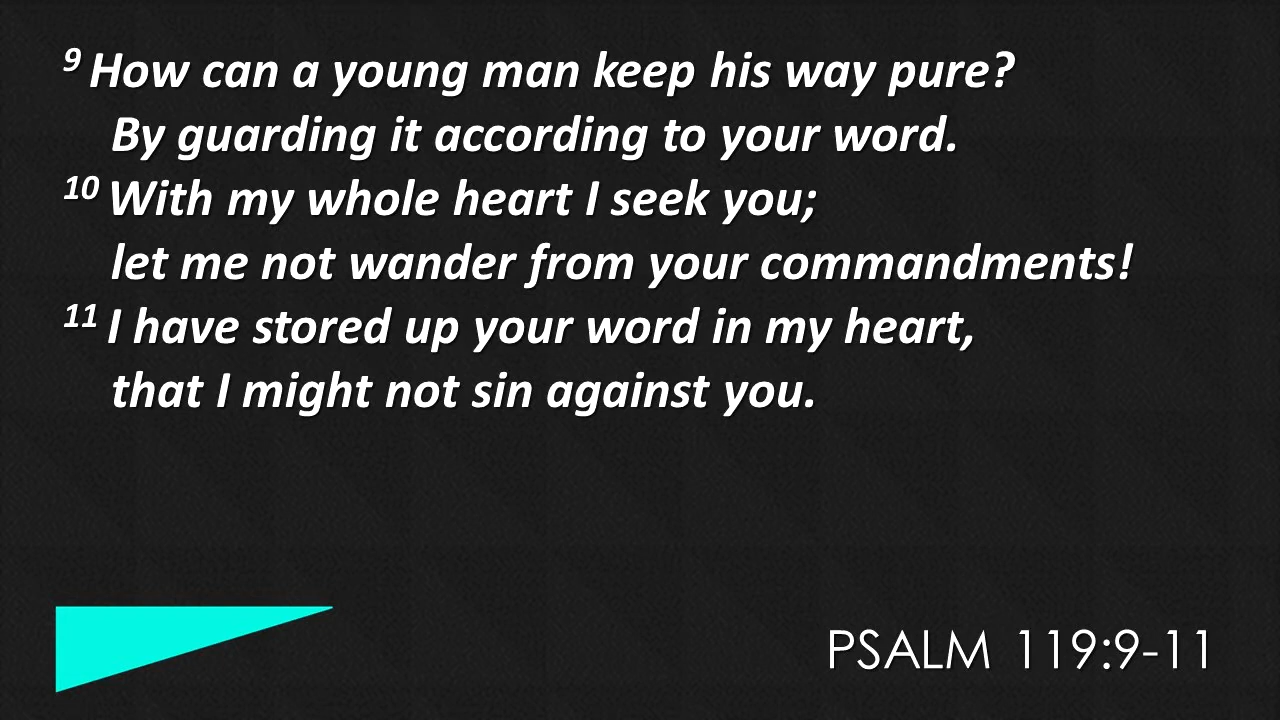 9 How can a young man keep his way pure?
By guarding it according to your word.
10 With my whole heart I seek you;
let me not wander from your commandments!
11 I have stored up your word in my heart,
that I might not sin against you.
PSALM 119:9-11